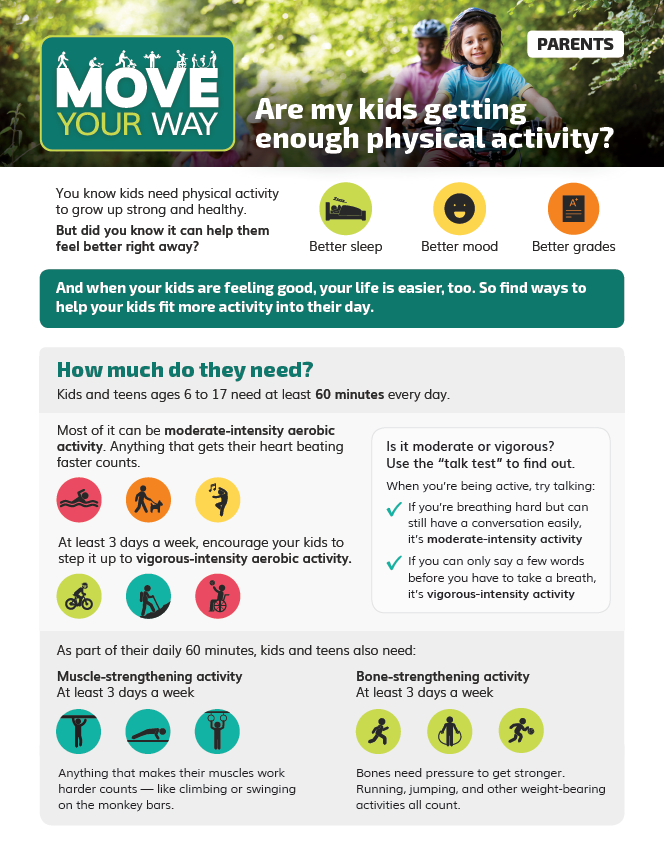 PARENTS
MOVE
YOUR WAY
Are my kids getting
enough physical activity?
You know kids need physical activity
to grow up strong and healthy.
But did you know it can help them
feel better right away?
A+
Better sleep
Better mood
Better grades
And when your kids are feeling good, your life is easier, too. So find ways to
help your kids fit more activity into their day.
How much do they need?
Kids and teens ages 6 to 17 need at least 60 minutes every day.
Most of it can be moderate-intensity aerobic
activity. Anything that gets their heart beating
faster counts.
At least 3 days a week, encourage your kids to
step it up to vigorous-intensity aerobic activity.
Is it moderate or vigorous?
Use the “talk test” to find out.
When you’re being active, try talking:
If you’re breathing hard but can
still have a conversation easily,
it’s moderate-intensity activity
If you can only say a few words
before you have to take a breath,
it’s vigorous-intensity activity
As part of their daily 60 minutes, kids and teens also need:
Muscle-strengthening activity
At least 3 days a week
Anything that makes their muscles work
harder counts — like climbing or swinging
on the monkey bars.
Bone-strengthening activity
At least 3 days a week
Bones need pressure to get stronger.
Running, jumping, and other weight-bearing
activities all count.